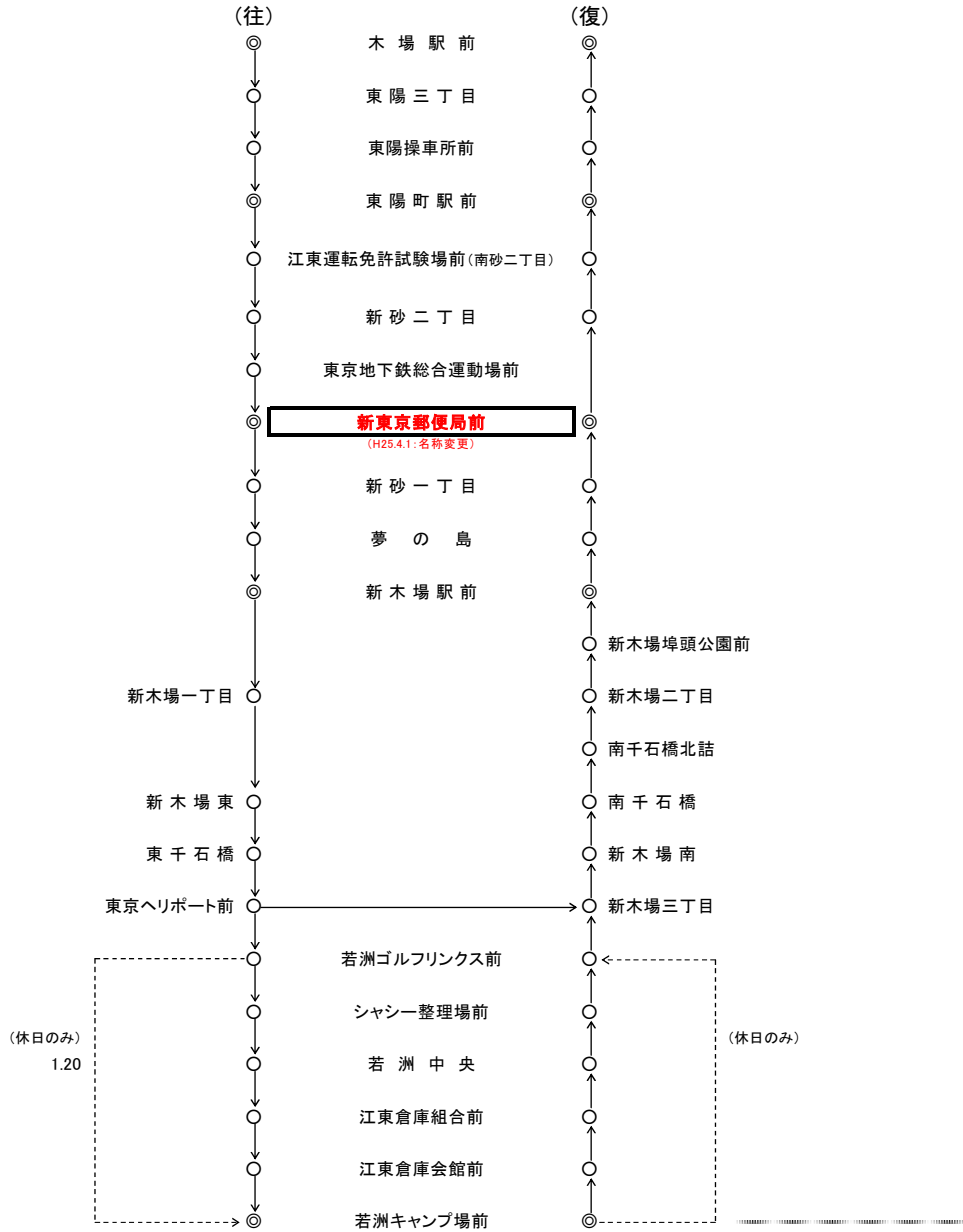 (往) (復)
木場駅前
東陽三丁目
東陽操車所前
東陽町駅前
江東運転免許試験場前(南砂二丁目)
新砂二丁目
東京地下鉄総合運動場前
新東京郵便局前
(H25.4.1:名称変更)
新砂一丁目
夢の島
新木場駅前
新木場埠頭公園前
新木場一丁目 新木場二丁目
南千石橋北詰
新木場東 南千石橋
東千石橋 新木場南
東京ヘリポート前 新木場三丁目
若洲ゴルフリンクス前
シャシー整理場前
(休日のみ) (休日のみ)
1.20 若洲中央
江東倉庫組合前
江東倉庫会館前
若洲キャンプ場前